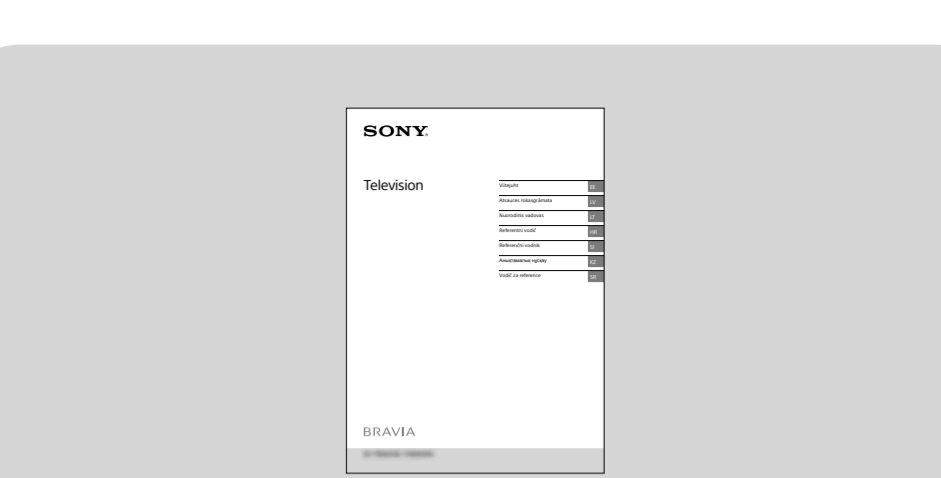 SONY
Television
Viitejuht EE
Atsauces rokasgrāmata LV
Nuorodinis vadovas LT
Referentni vodič HR
Referenčni vodnik SI
Анықтамалық нұсқау KZ
Vodič za reference SR
BRAVIA